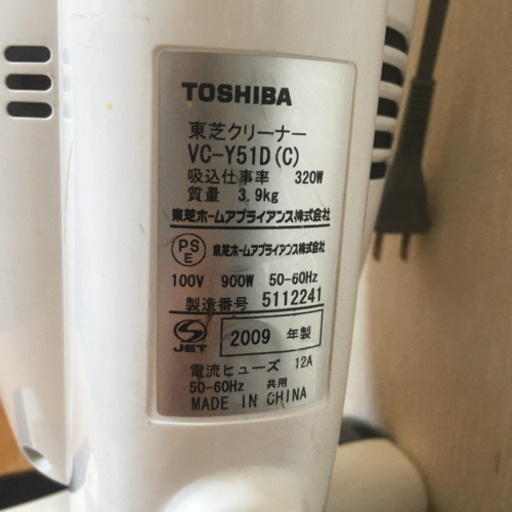 TOSHIBA
東芝クリーナー
VC-Y51D(C)
吸込仕事率 320W
質量 3.9kg
東芝ホームアプライアンス株式会社
PSE 東芝ホームアプライアンス株式会社
100V 900W 50-60Hz
製造番号 5112241
S JET 2009 年製
電流ヒューズ 12A
50-60Hz 共用
MADE IN CHINA